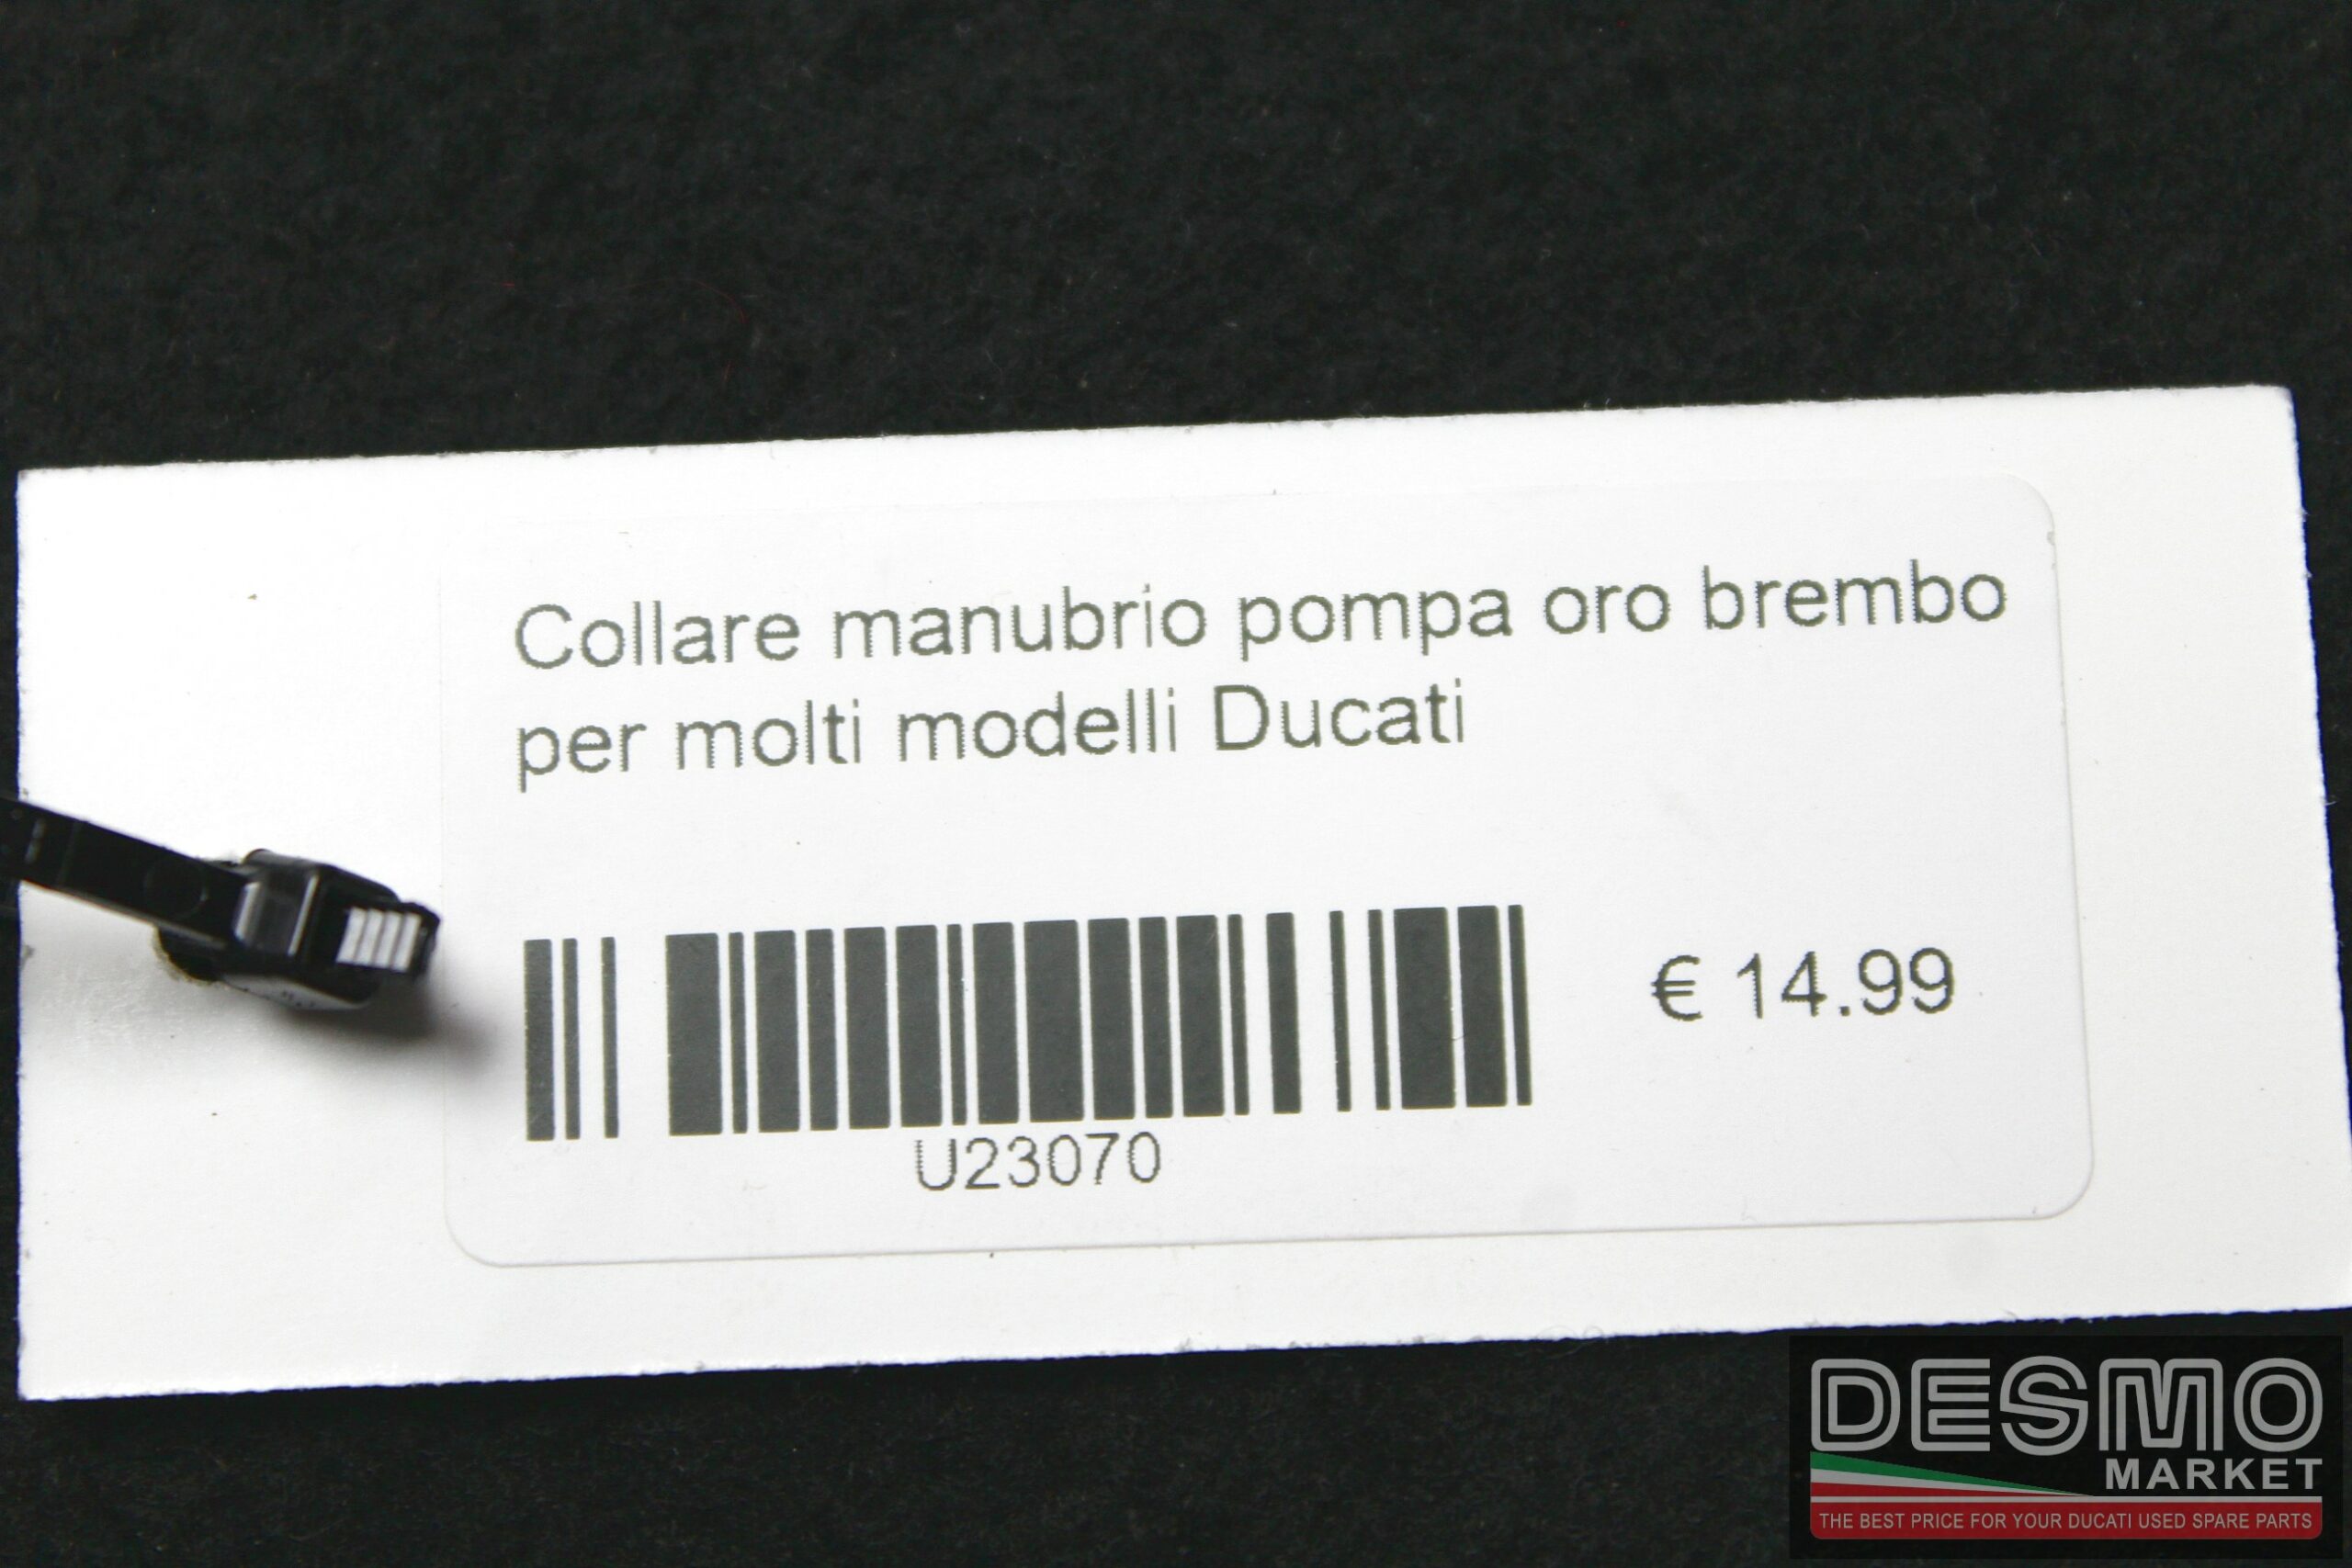 Collare manubrio pompa oro brembo
per molti modelli Ducati
€ 14.99
U23070
DESMO
MARKET
THE BEST PRICE FOR YOUR DUCATI USED SPARE PARTS